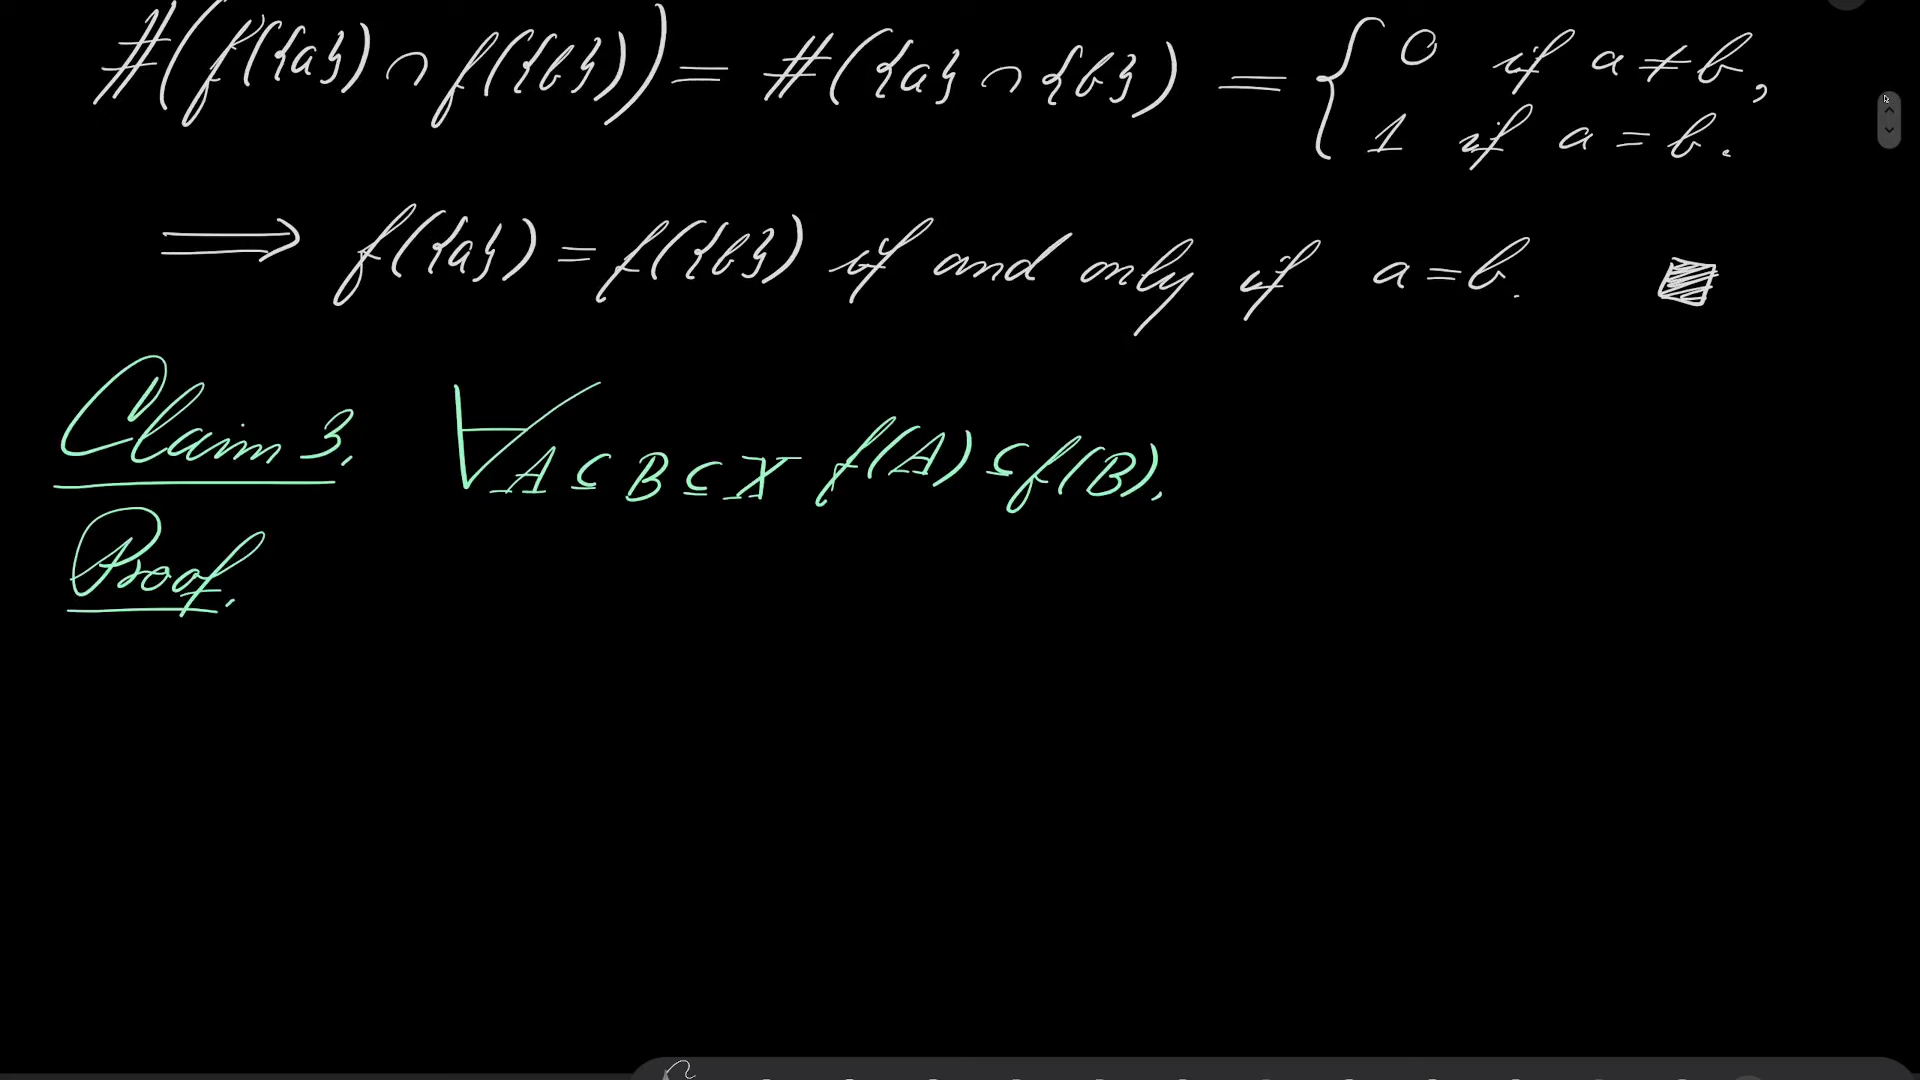 #(f({a}) ∩ f({b})) = #({a} ∩ {b}) = { 0 if a ≠ b,
1 if a = b.
⟹ f({a}) = f({b}) if and only if a = b.
Claim 3. ∀ A ⊆ B ⊆ X f(A) ⊆ f(B).
Proof.